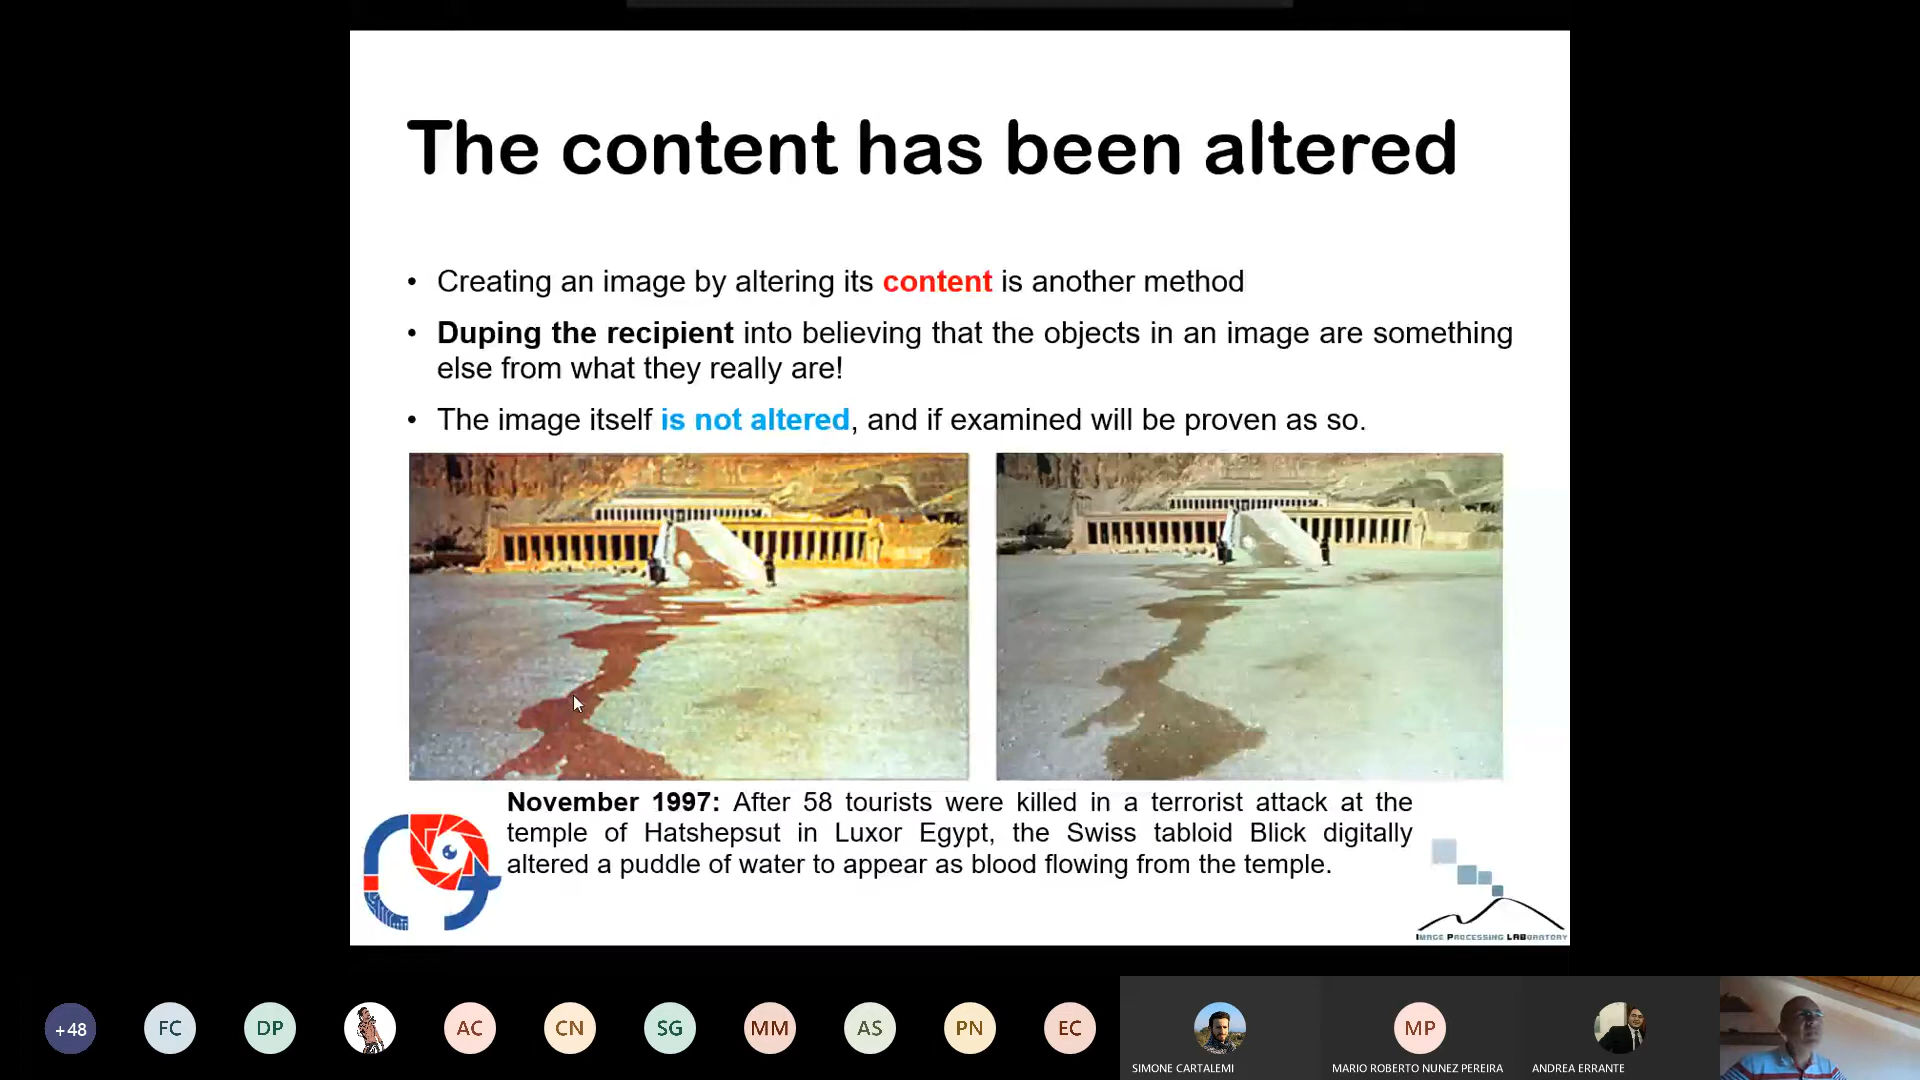 The content has been altered
• Creating an image by altering its content is another method
• Duping the recipient into believing that the objects in an image are something
else from what they really are!
• The image itself is not altered, and if examined will be proven as so.
November 1997: After 58 tourists were killed in a terrorist attack at the
temple of Hatshepsut in Luxor Egypt, the Swiss tabloid Blick digitally
altered a puddle of water to appear as blood flowing from the temple.
IMAGE PROCESSING LABORATORY
+48 FC DP AC CN SG MM AS PN EC MP
SIMONE CARTALEMI MARIO ROBERTO NUNEZ PEREIRA ANDREA ERRANTE